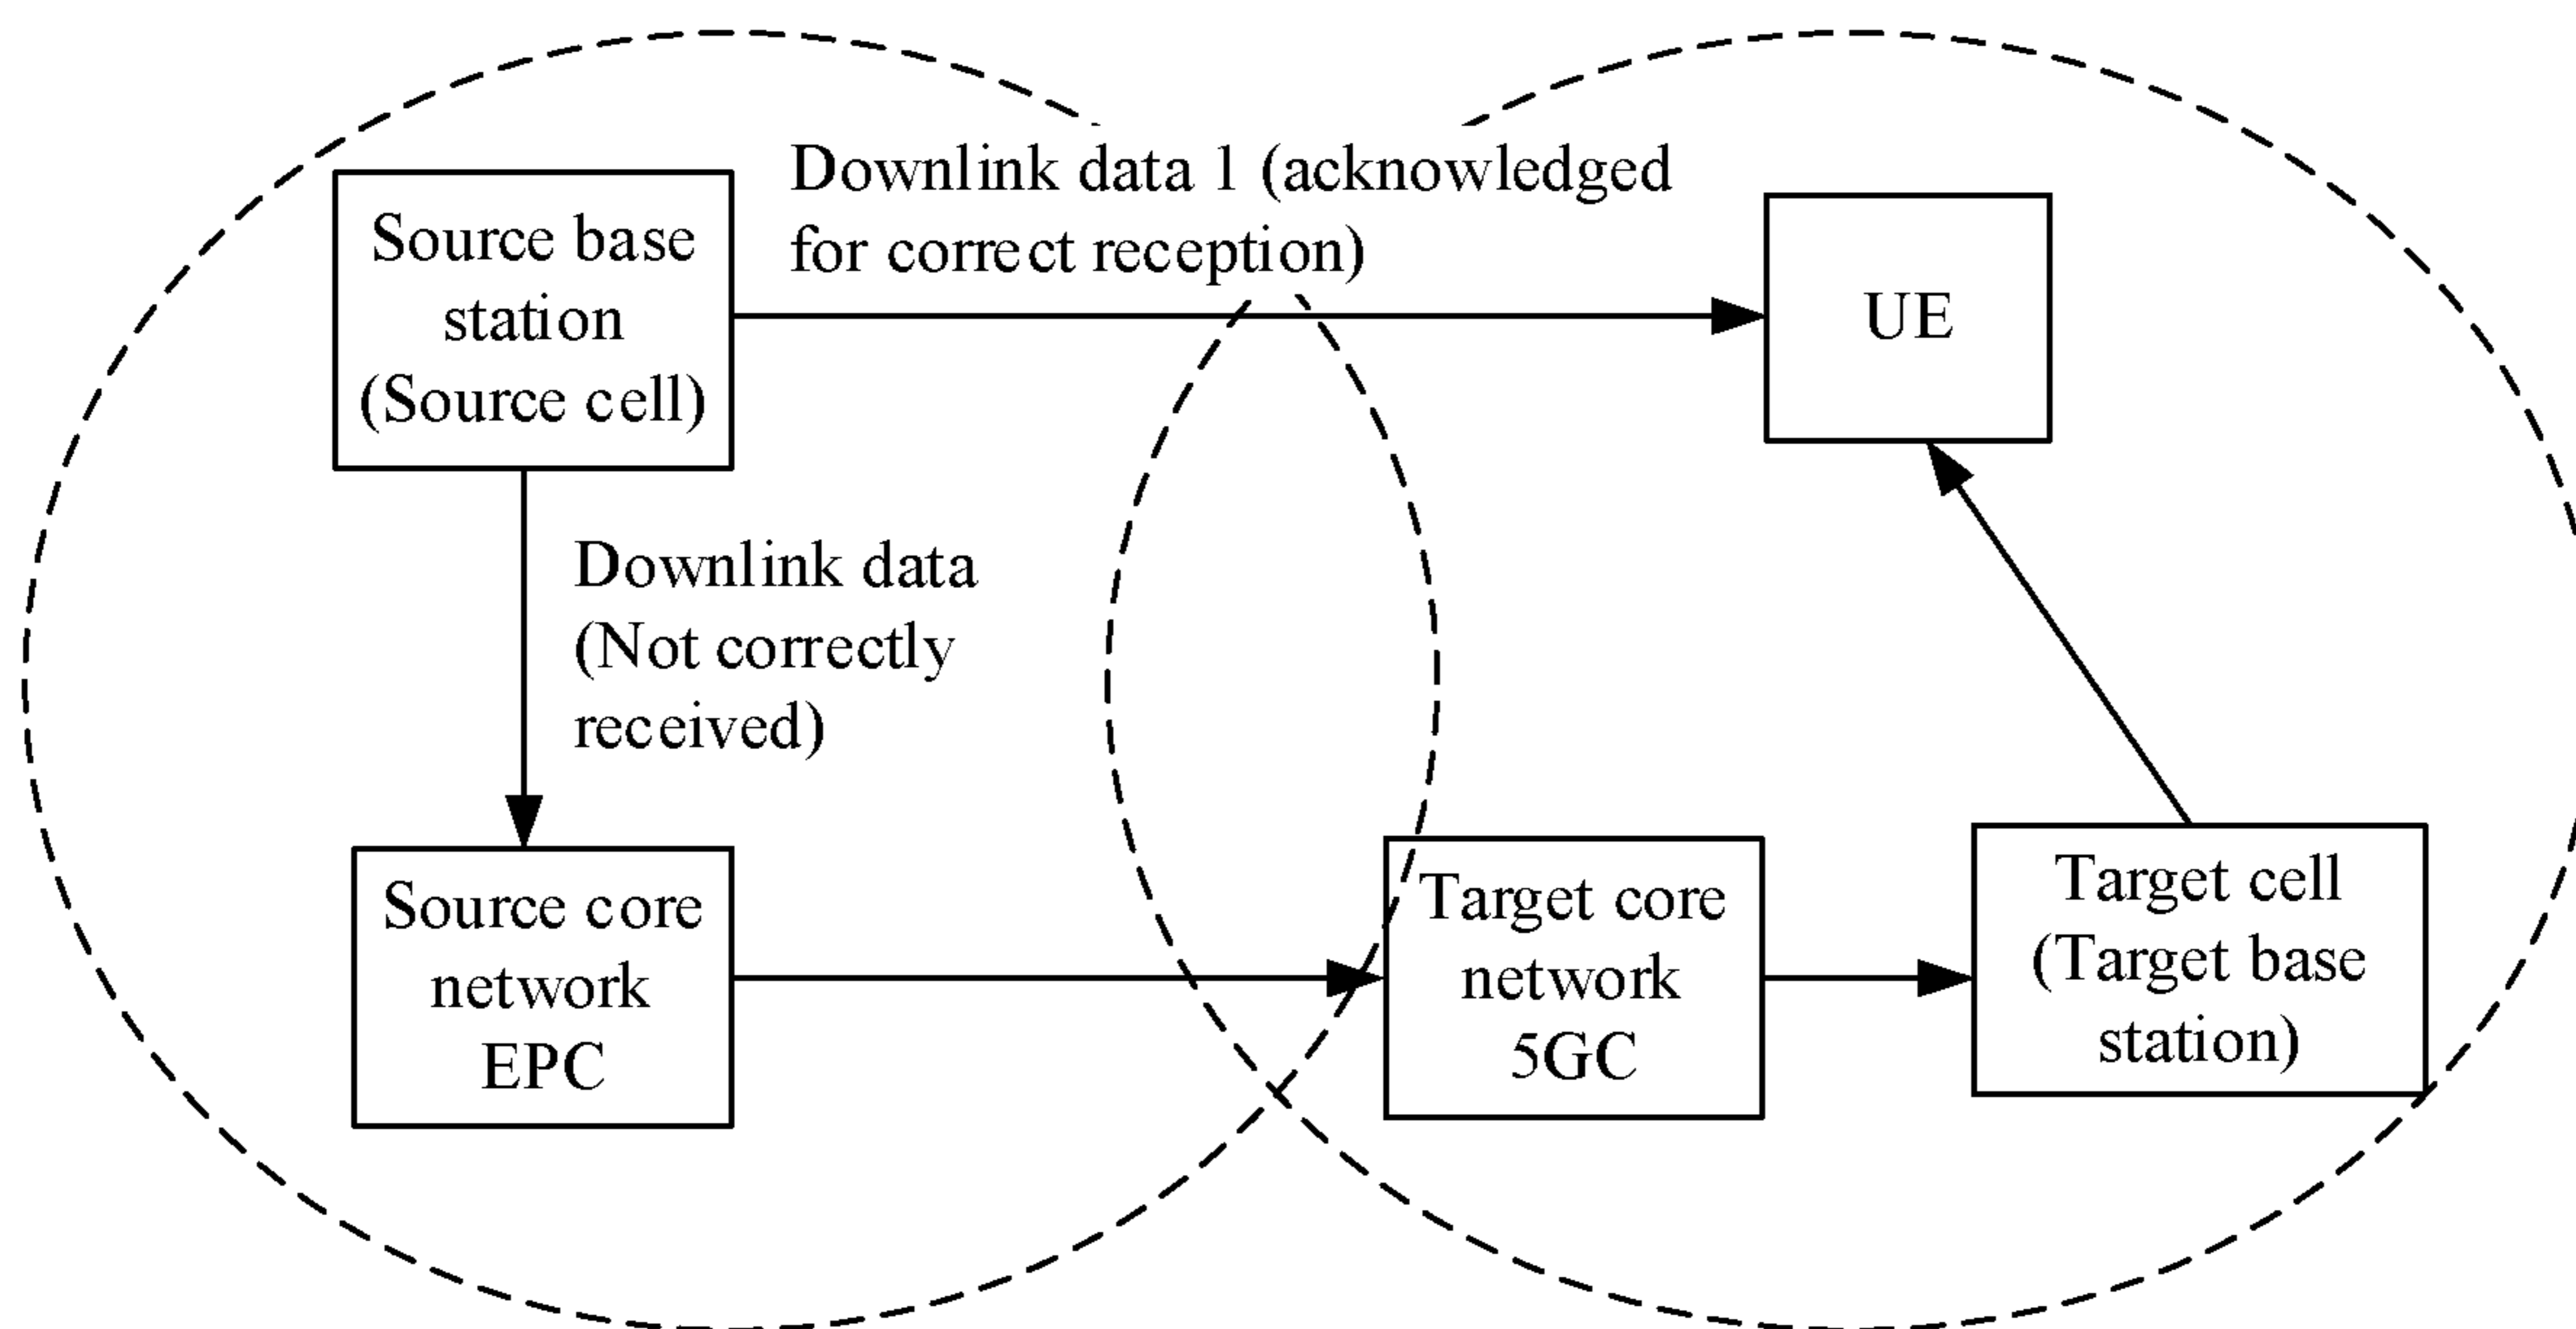 Downlink data 1 (acknowledged
for correct reception)
Source base
station
(Source cell)
UE
Downlink data
(Not correctly
received)
Source core
network
EPC
Target core
network
5GC
Target cell
(Target base
station)